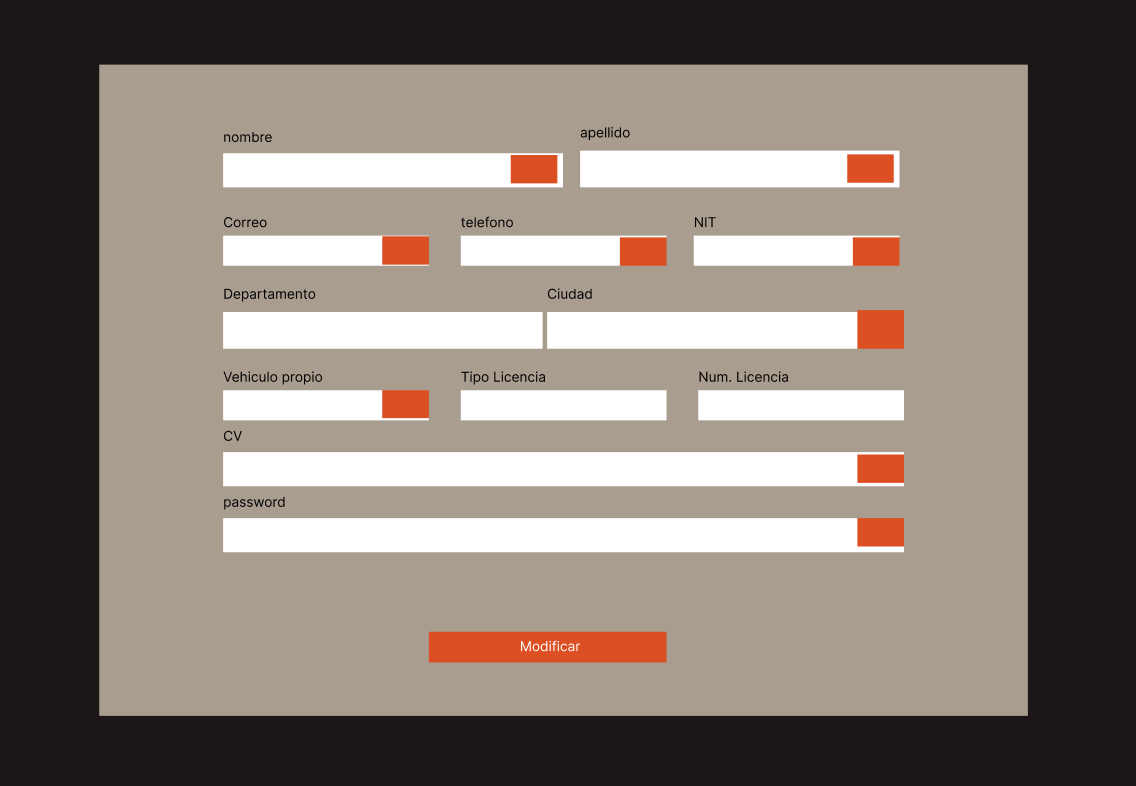 nombre
apellido
Correo
telefono
NIT
Departamento
Ciudad
Vehiculo propio
Tipo Licencia
Num. Licencia
CV
password
Modificar